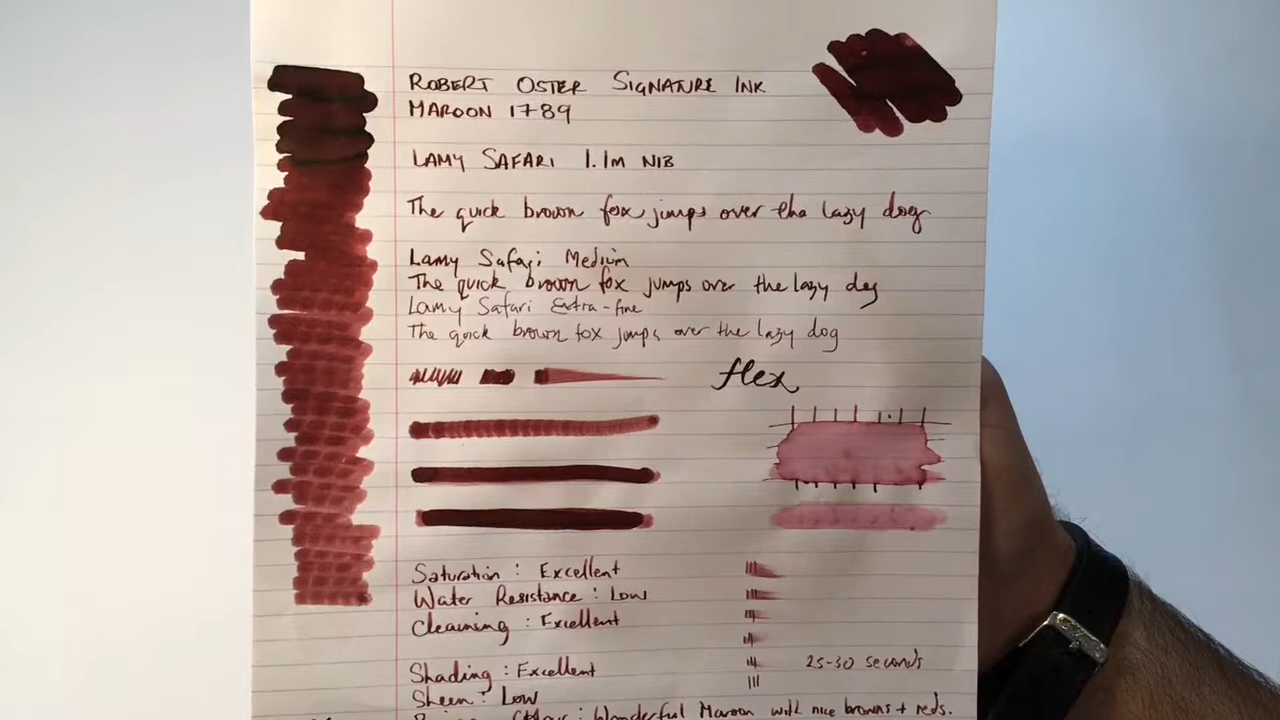 ROBERT OSTER SIGNATURE INK
MAROON 1789
LAMY SAFARI 1.1m NIB
The quick brown fox jumps over the lazy dog
Lamy Safari Medium
The quick brown fox jumps over the lazy dog
Lamy Safari Extra-fine
The quick brown fox jumps over the lazy dog
flex
Saturation : Excellent
Water Resistance : Low
Cleaning : Excellent
Shading : Excellent
25-30 seconds
Sheen : Low
Colour : Wonderful Maroon with nice browns + reds.